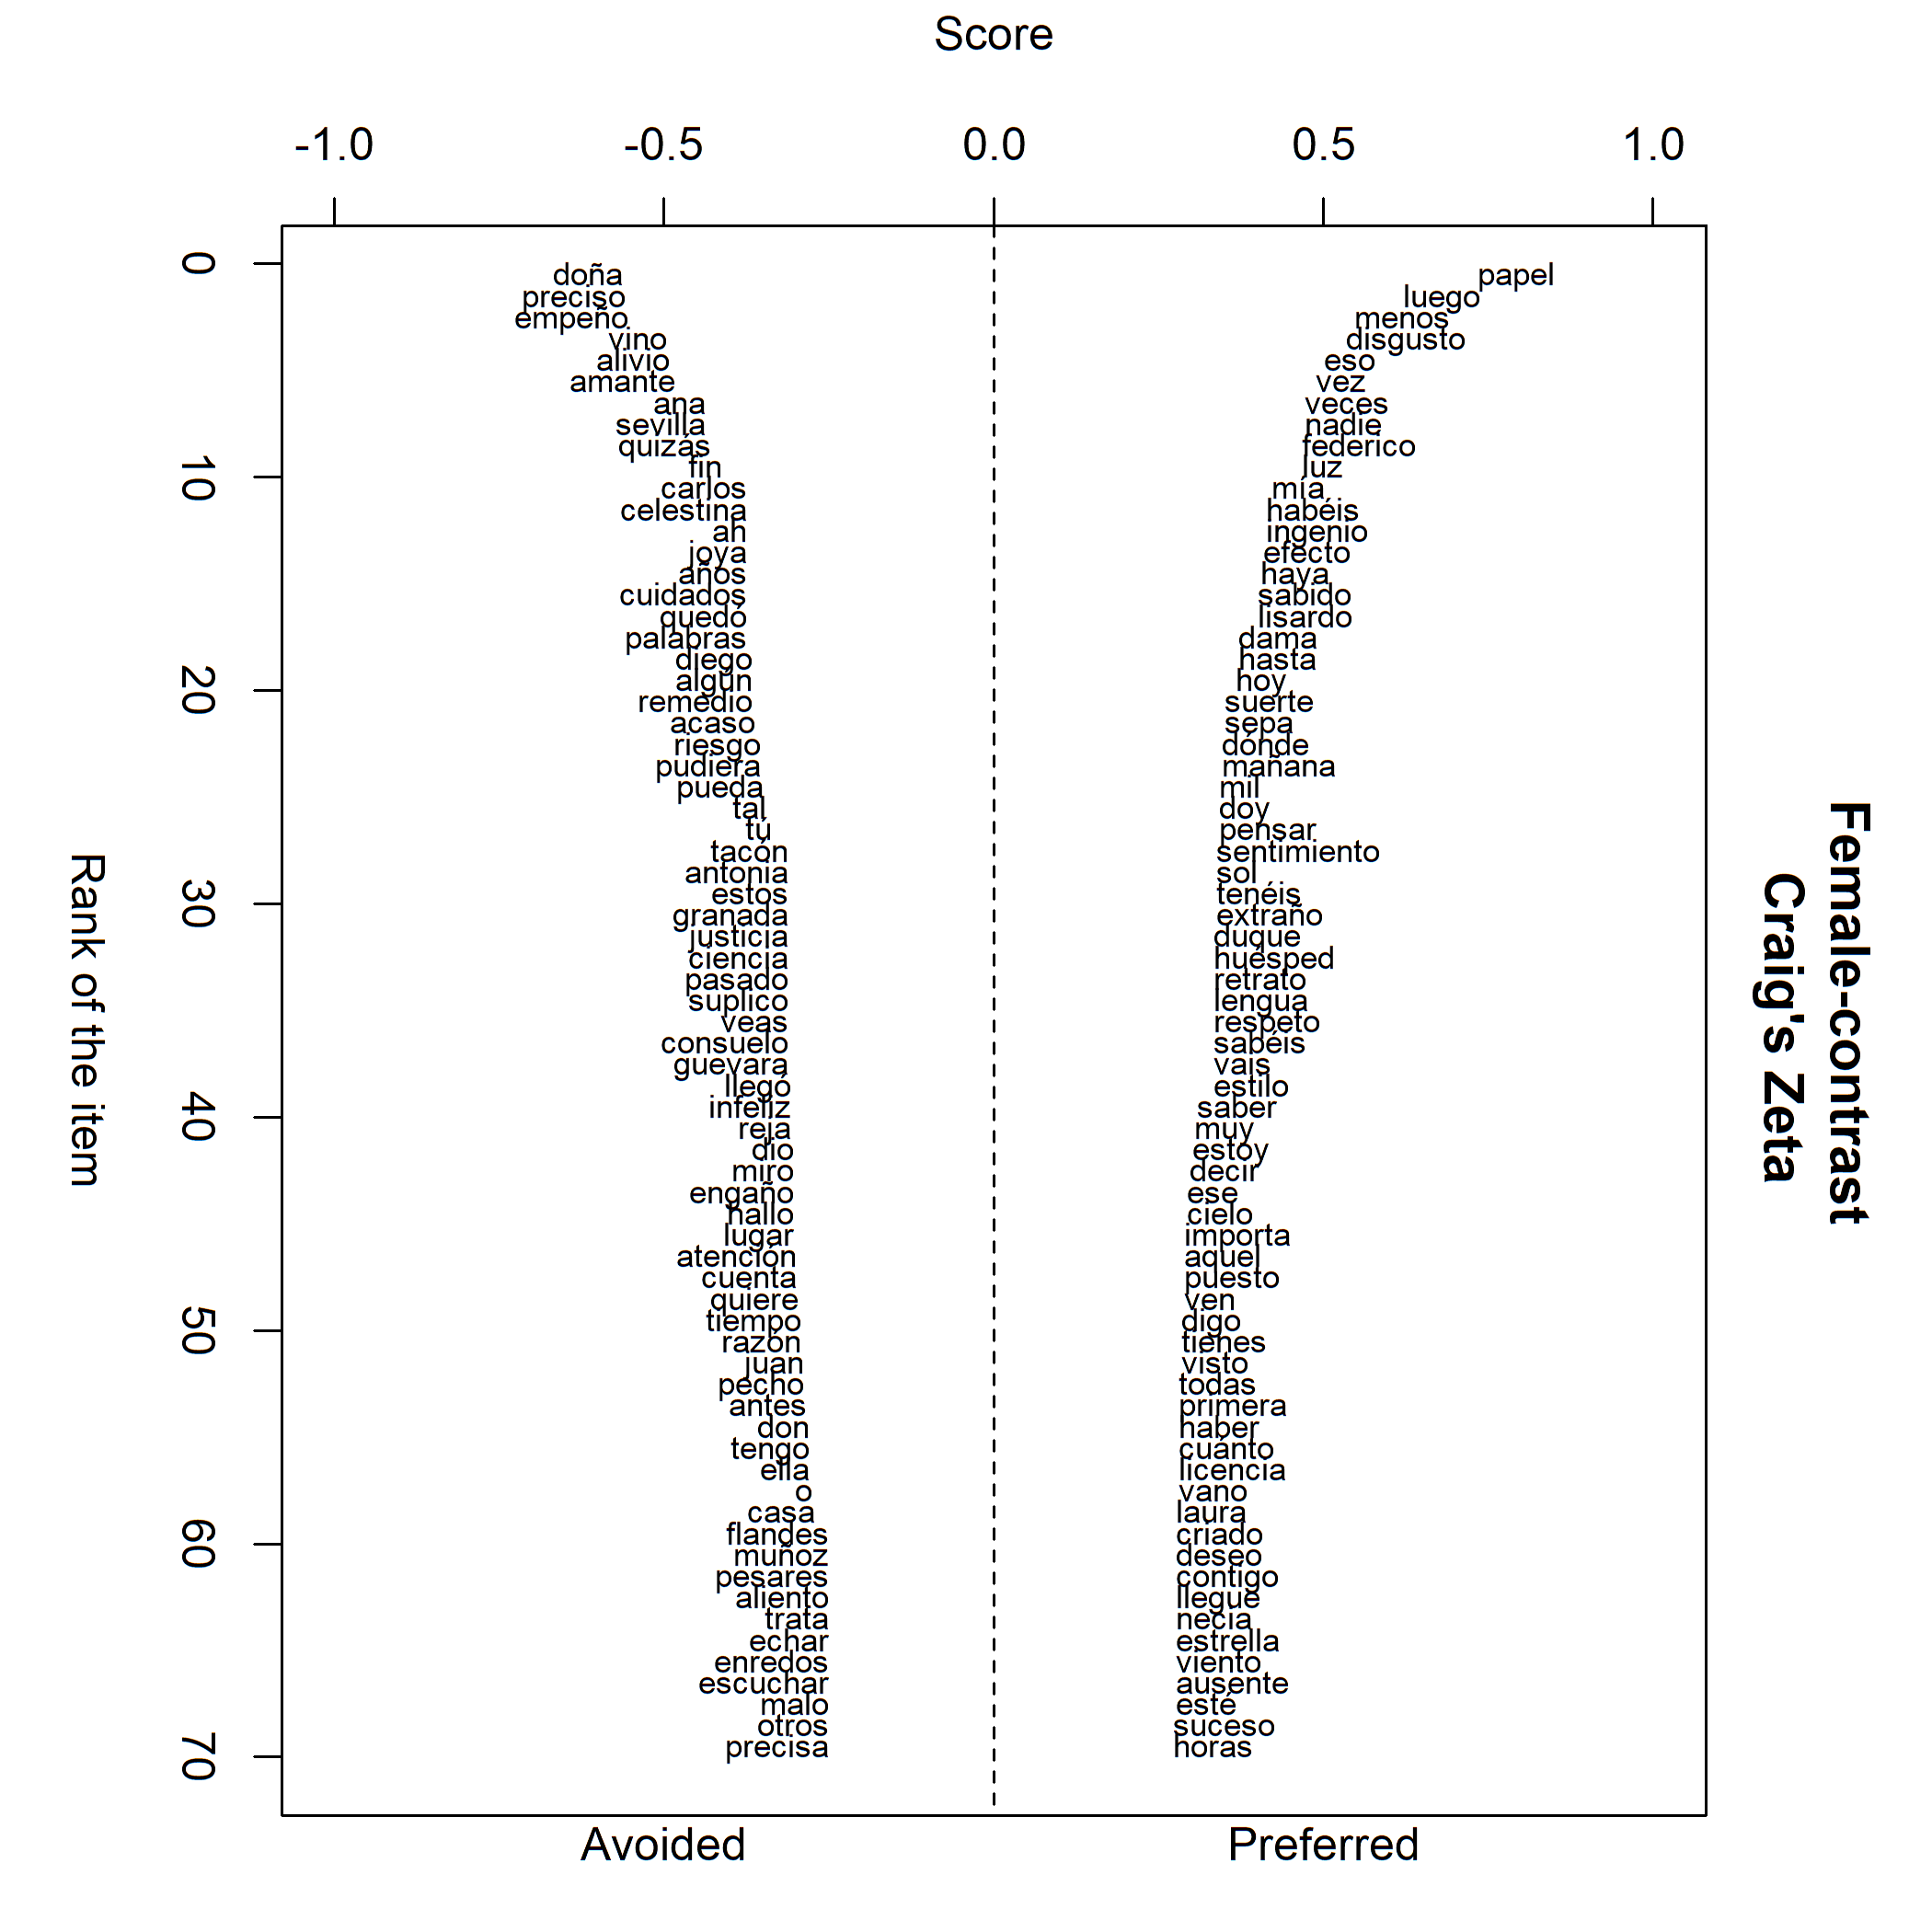 Score
-1.0 -0.5 0.0 0.5 1.0
Female-contrast
Craig's Zeta
Rank of the item
0
10
20
30
40
50
60
70
doña papel
preciso luego
empeño menos
vino disgusto
alivio eso
amante vez
ana veces
sevilla nadie
quizás federico
fin luz
carlos mía
celestina habéis
ah ingenio
joya efecto
años haya
cuidados sabido
quedó lisardo
palabras dama
diego hasta
algún hoy
remedio suerte
acaso sepa
riesgo dónde
pudiera mañana
pueda mil
tal doy
tú pensar
tacón sentimiento
antonia sol
estos tenéis
granada extraño
justicia duque
ciencia huésped
pasado retrato
suplico lengua
veas respeto
consuelo sabéis
guevara vais
llegó estilo
infeliz saber
reja muy
dio estoy
miro decir
engaño ese
hallo cielo
lugar importa
atención aquel
cuenta puesto
quiere ven
tiempo digo
razón tienes
juan visto
pecho todas
antes primera
don haber
tengo cuánto
ella licencia
o vano
casa laura
flandes criado
muñoz deseo
pesares contigo
aliento llegue
trata necia
echar estrella
enredos viento
escuchar ausente
malo esté
otros suceso
precisa horas
Avoided Preferred